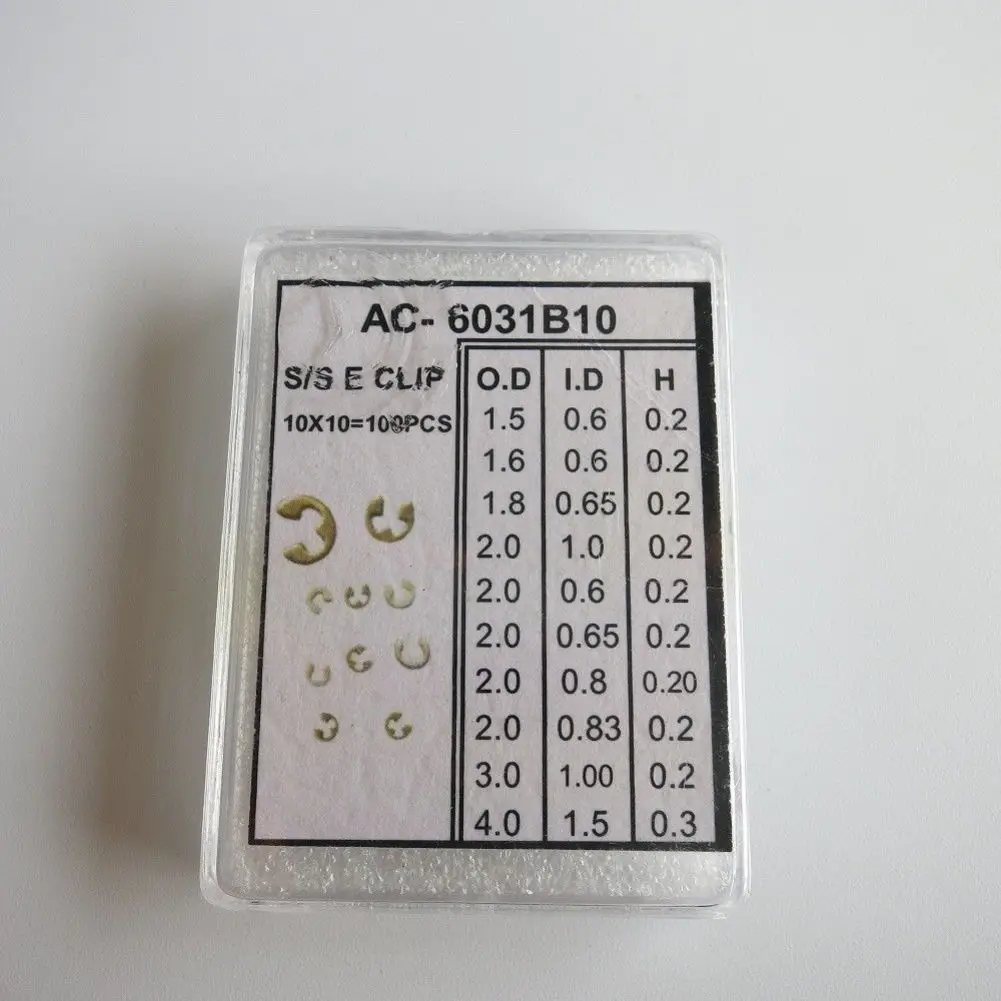 AC- 6031B10
S/S E CLIP
10X10=100PCS
O.D I.D H
1.5 0.6 0.2
1.6 0.6 0.2
1.8 0.65 0.2
2.0 1.0 0.2
2.0 0.6 0.2
2.0 0.65 0.2
2.0 0.8 0.20
2.0 0.83 0.2
3.0 1.00 0.2
4.0 1.5 0.3